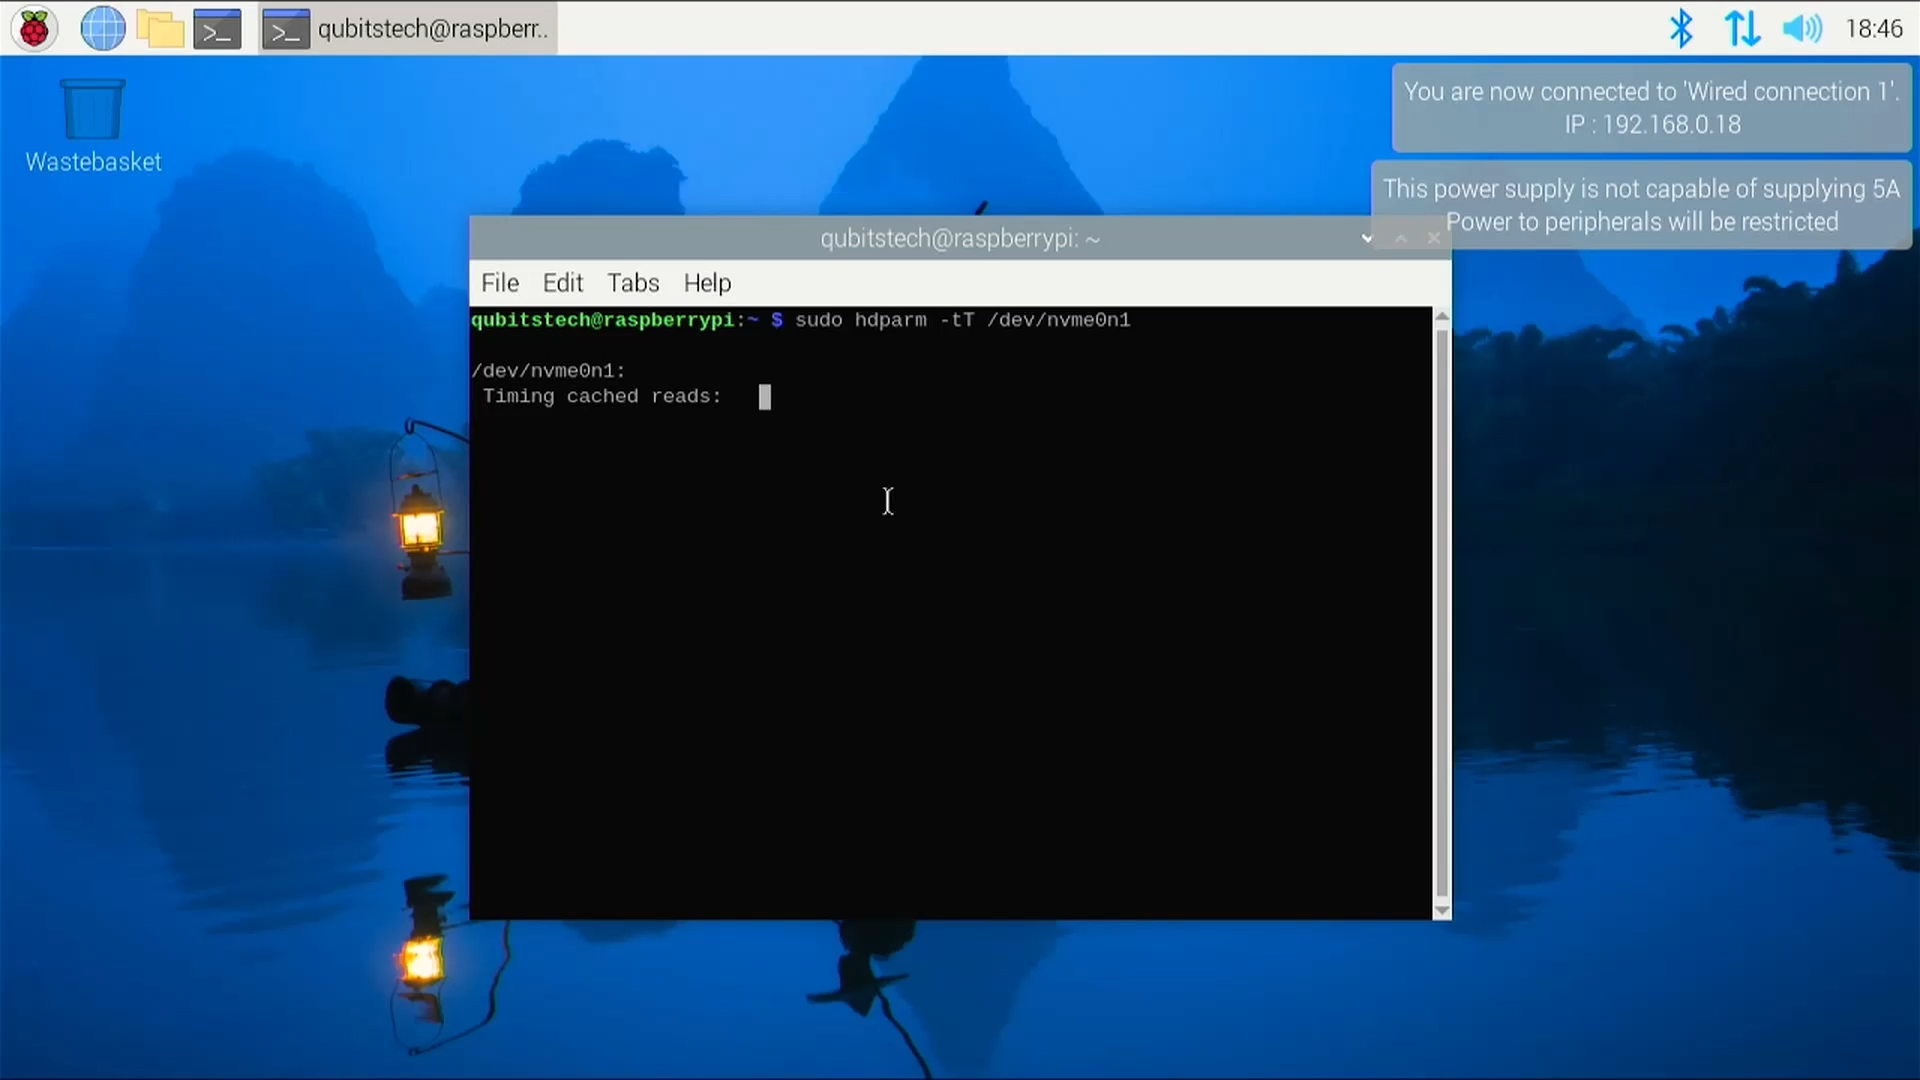 qubitstech@raspberr..
18:46
You are now connected to 'Wired connection 1'.
IP : 192.168.0.18
This power supply is not capable of supplying 5A
Power to peripherals will be restricted
Wastebasket
qubitstech@raspberrypi: ~
File Edit Tabs Help
qubitstech@raspberrypi:~ $ sudo hdparm -tT /dev/nvme0n1
/dev/nvme0n1:
Timing cached reads: